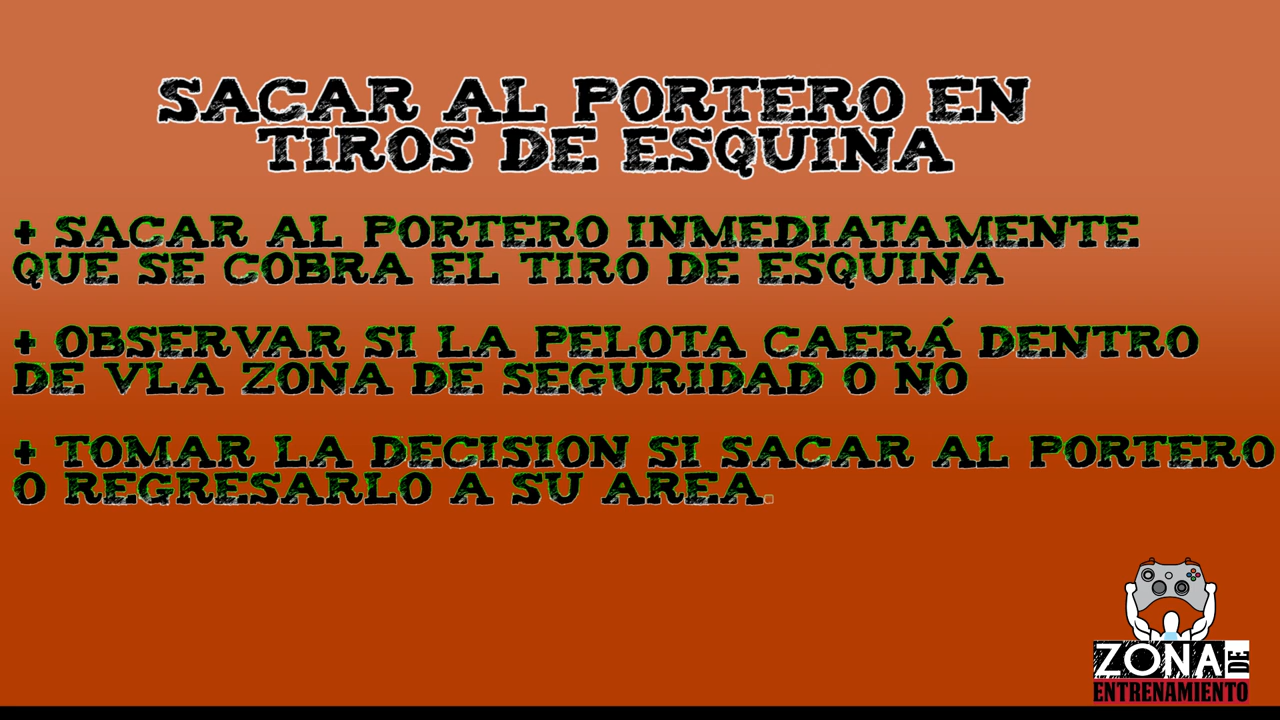 SACAR AL PORTERO EN
TIROS DE ESQUINA
+ SACAR AL PORTERO INMEDIATAMENTE
QUE SE COBRA EL TIRO DE ESQUINA
+ OBSERVAR SI LA PELOTA CAERÁ DENTRO
DE VLA ZONA DE SEGURIDAD O NO
+ TOMAR LA DECISION SI SACAR AL PORTERO
O REGRESARLO A SU AREA.
ZONA DE
ENTRENAMIENTO